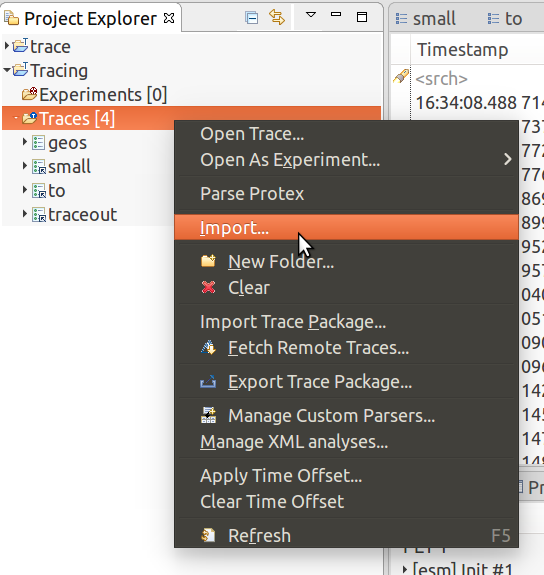 Project Explorer
small
to
trace
Timestamp
Tracing
<srch>
Experiments [0]
16:34:08.488 714
Traces [4]
geos
small
to
traceout
Open Trace...
Open As Experiment...
Parse Protex
Import...
New Folder...
Clear
Import Trace Package...
Fetch Remote Traces...
Export Trace Package...
Manage Custom Parsers...
Manage XML analyses...
Apply Time Offset...
Clear Time Offset
Refresh F5
737
772
776
869
899
952
957
040
051
090
096
142
145
147
148
Pr
[esm] Init #1